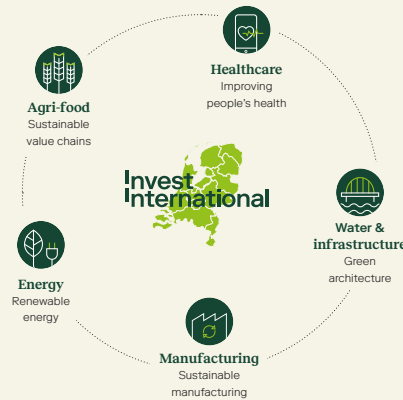 Healthcare
Improving
people's health
Agri-food
Sustainable
value chains
Invest
International
Water &
infrastructure
Green
architecture
Energy
Renewable
energy
Manufacturing
Sustainable
manufacturing